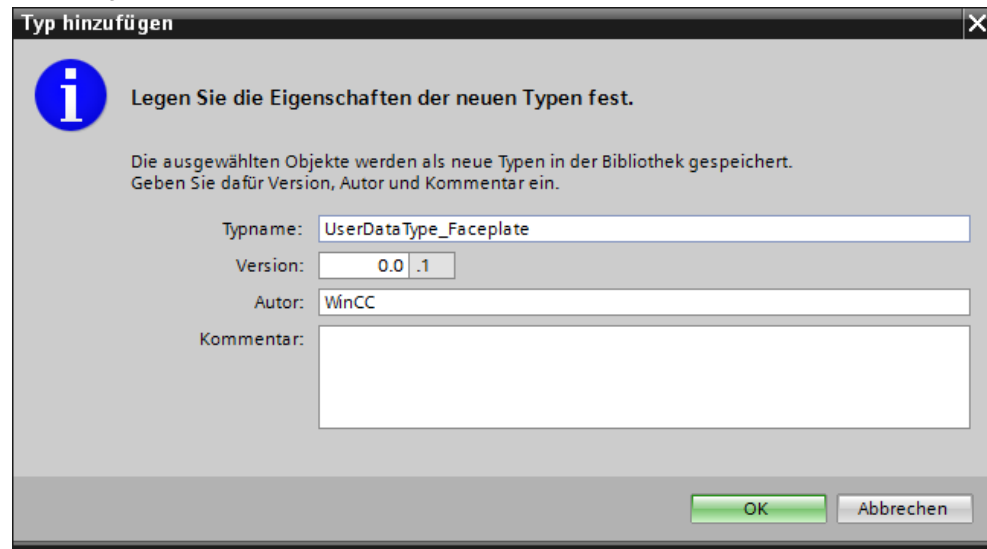 Typ hinzufügen
Legen Sie die Eigenschaften der neuen Typen fest.
Die ausgewählten Objekte werden als neue Typen in der Bibliothek gespeichert.
Geben Sie dafür Version, Autor und Kommentar ein.
Typname: UserDataType_Faceplate
Version: 0.0 .1
Autor: WinCC
Kommentar:
OK Abbrechen